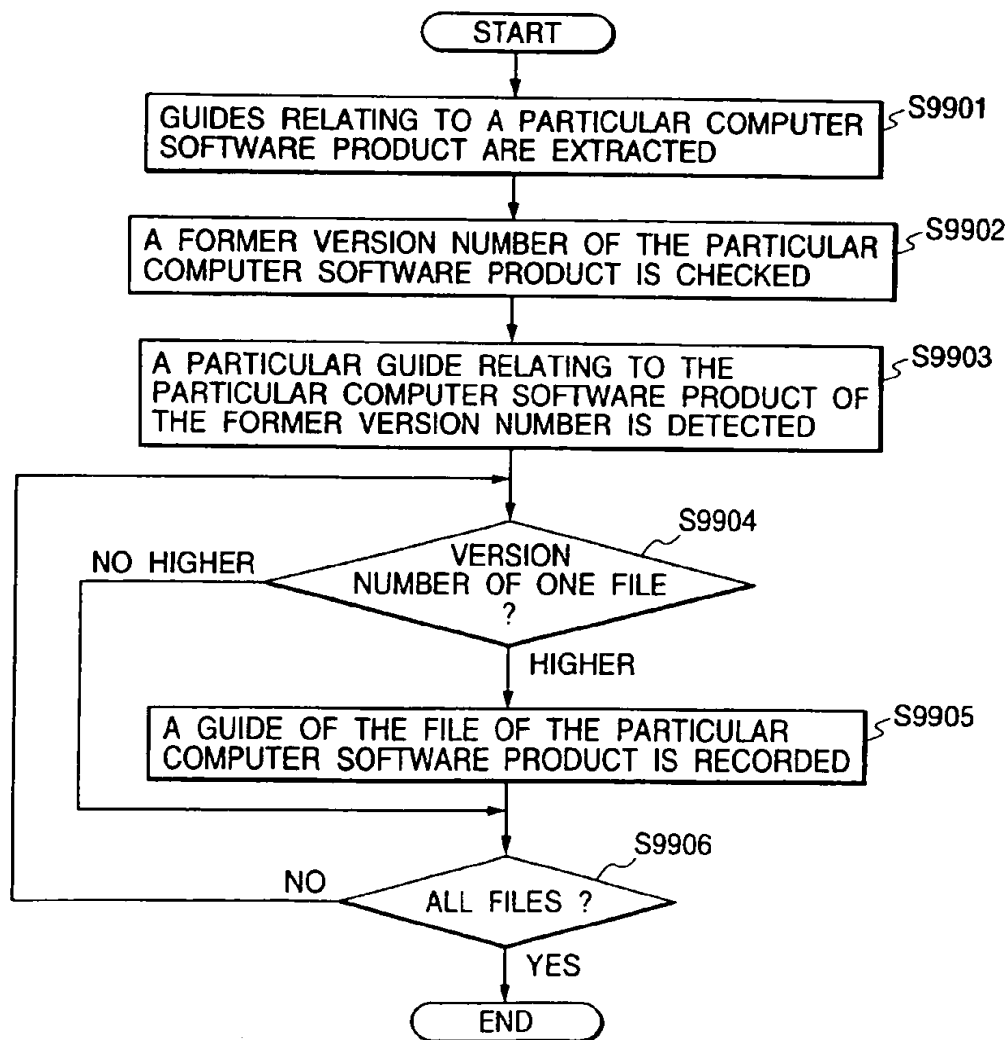 START
GUIDES RELATING TO A PARTICULAR COMPUTER
SOFTWARE PRODUCT ARE EXTRACTED
S9901
A FORMER VERSION NUMBER OF THE PARTICULAR
COMPUTER SOFTWARE PRODUCT IS CHECKED
S9902
A PARTICULAR GUIDE RELATING TO THE
PARTICULAR COMPUTER SOFTWARE PRODUCT OF
THE FORMER VERSION NUMBER IS DETECTED
S9903
S9904
NO HIGHER
VERSION
NUMBER OF ONE FILE
?
HIGHER
A GUIDE OF THE FILE OF THE PARTICULAR
COMPUTER SOFTWARE PRODUCT IS RECORDED
S9905
S9906
NO
ALL FILES ?
YES
END